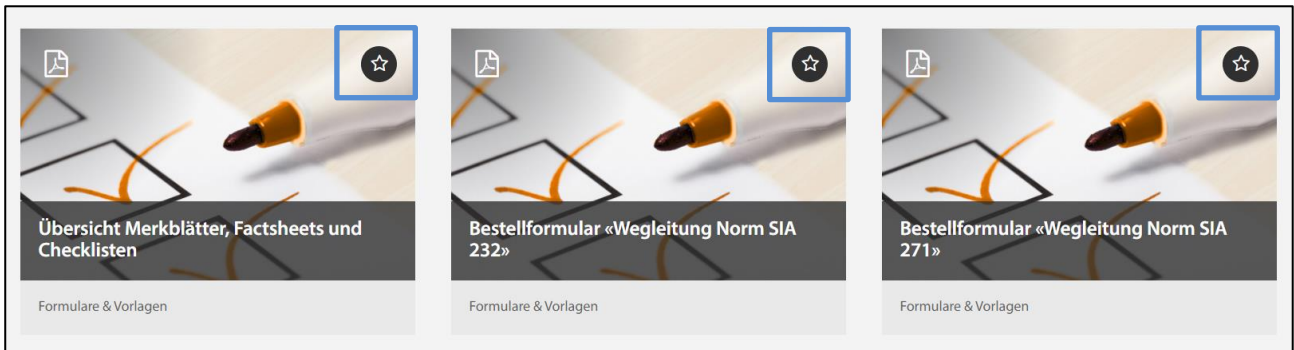 Übersicht Merkblätter, Factsheets und
Checklisten
Formulare & Vorlagen
Bestellformular «Wegleitung Norm SIA
232»
Formulare & Vorlagen
Bestellformular «Wegleitung Norm SIA
271»
Formulare & Vorlagen